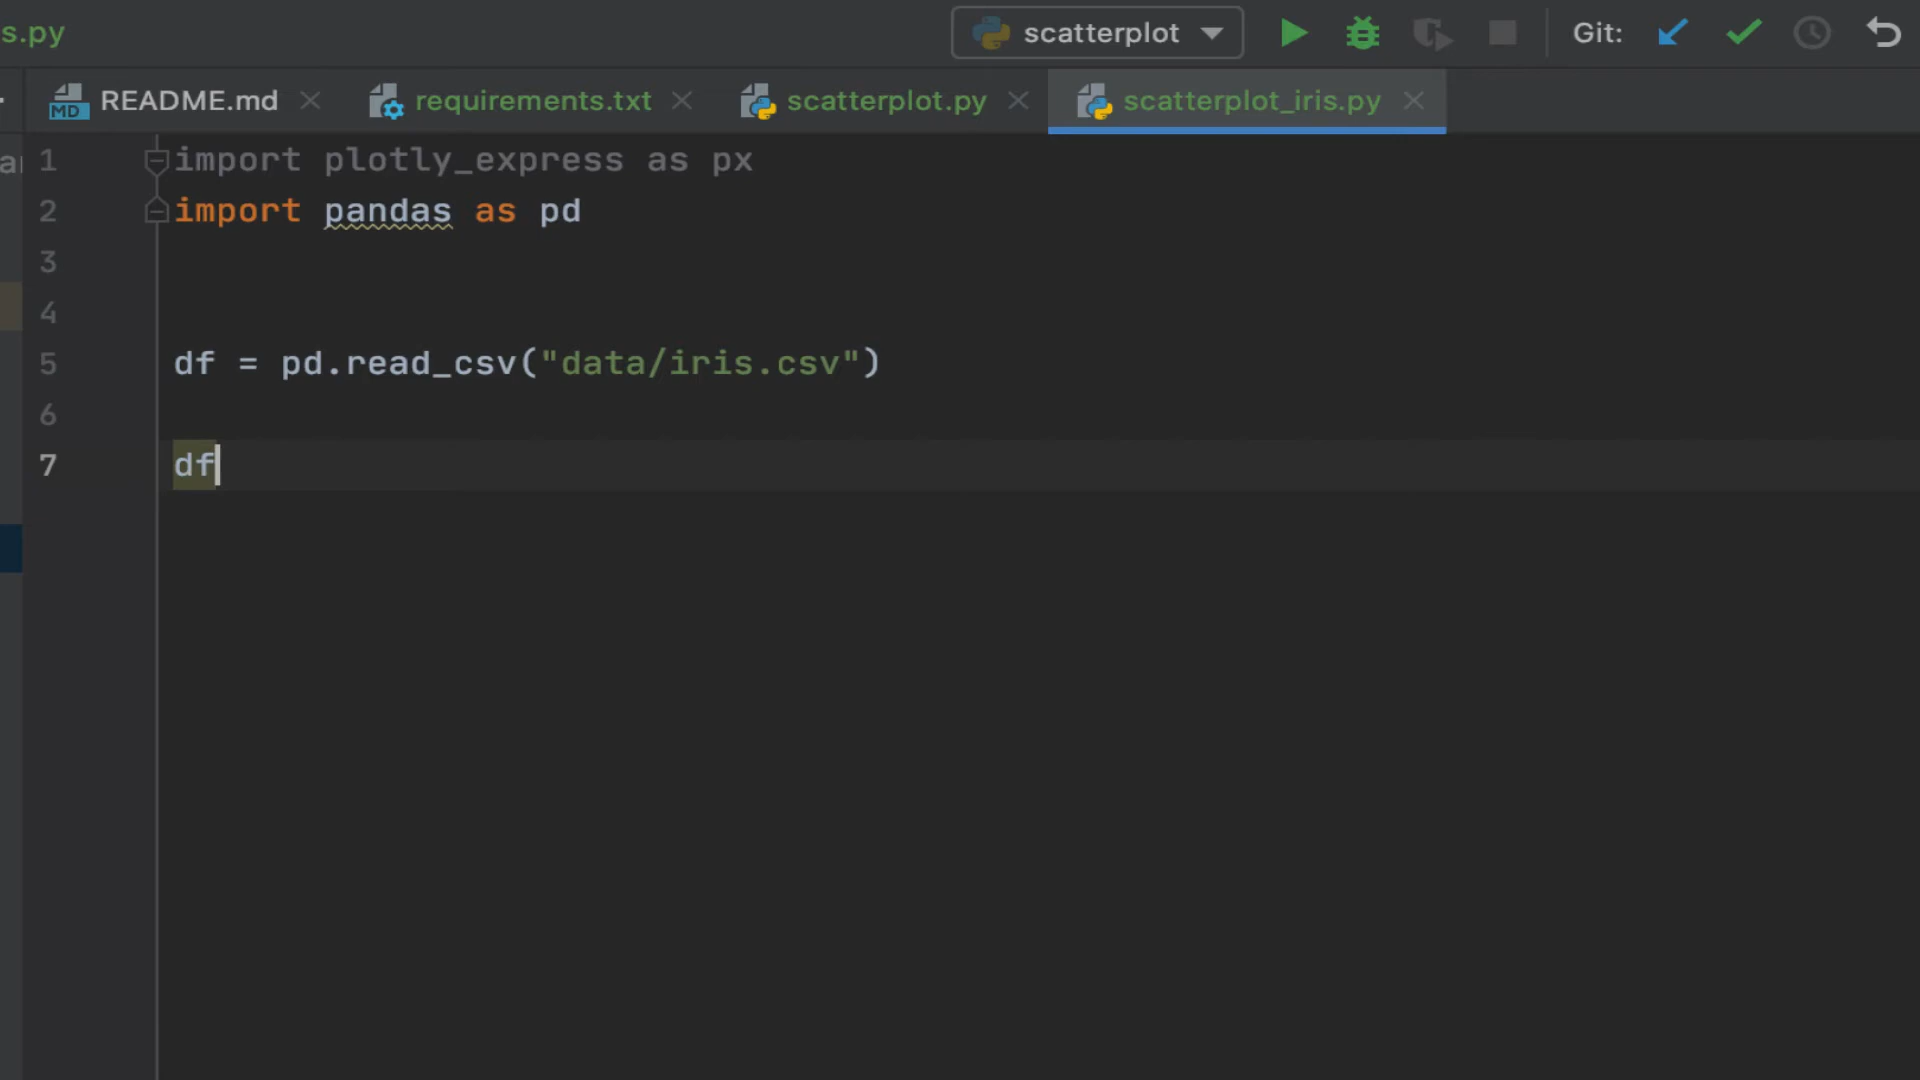 s.py
scatterplot
Git:
MD README.md
requirements.txt
scatterplot.py
scatterplot_iris.py
1 import plotly_express as px
2 import pandas as pd
3
4
5 df = pd.read_csv("data/iris.csv")
6
7 df